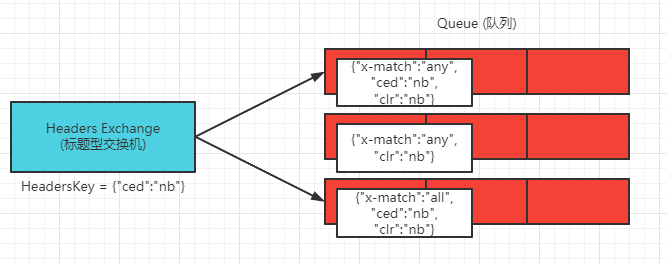 Queue (队列)
{"x-match":"any",
"ced":"nb",
"clr":"nb"}
Headers Exchange
(标题型交换机)
HeadersKey = {"ced":"nb"}
{"x-match":"any",
"clr":"nb"}
{"x-match":"all",
"ced":"nb",
"clr":"nb"}